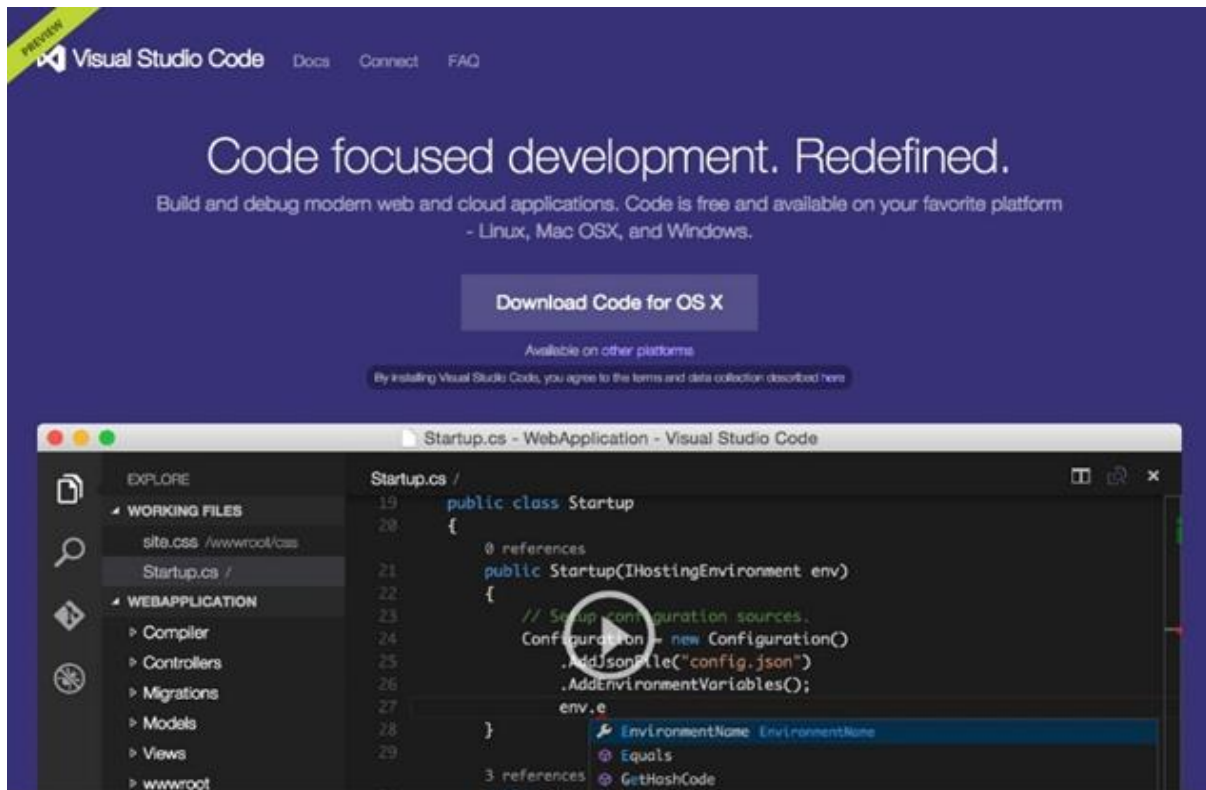 PREVIEW
Visual Studio Code Docs Connect FAQ
Code focused development. Redefined.
Build and debug modern web and cloud applications. Code is free and available on your favorite platform
- Linux, Mac OSX, and Windows.
Download Code for OS X
Available on other platforms
By installing Visual Studio Code, you agree to the terms and data collection described here
Startup.cs - WebApplication - Visual Studio Code
EXPLORE
WORKING FILES
site.css /wwwroot/css
Startup.cs /
WEBAPPLICATION
Compiler
Controllers
Migrations
Models
Views
wwwroot
Startup.cs /
19 public class Startup
20 {
0 references
21 public Startup(IHostingEnvironment env)
22 {
23 // Setup configuration sources.
24 Configuration = new Configuration()
25 .AddJsonFile("config.json")
26 .AddEnvironmentVariables();
27 env.e
28 }
29
EnvironmentName EnvironmentName
Equals
GetHashCode
3 references